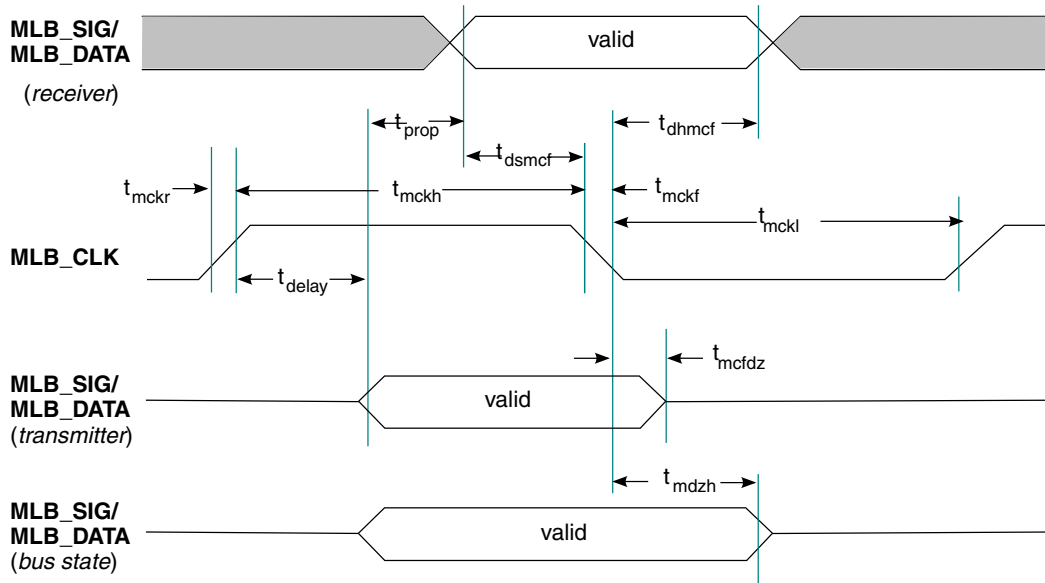 MLB_SIG/
MLB_DATA
(receiver)
valid
tprop
tdhmcf
tdsmcf
tmckr
tmckh
tmckf
tmckl
MLB_CLK
tdelay
tmcfdz
MLB_SIG/
MLB_DATA
(transmitter)
valid
tmdzh
MLB_SIG/
MLB_DATA
(bus state)
valid